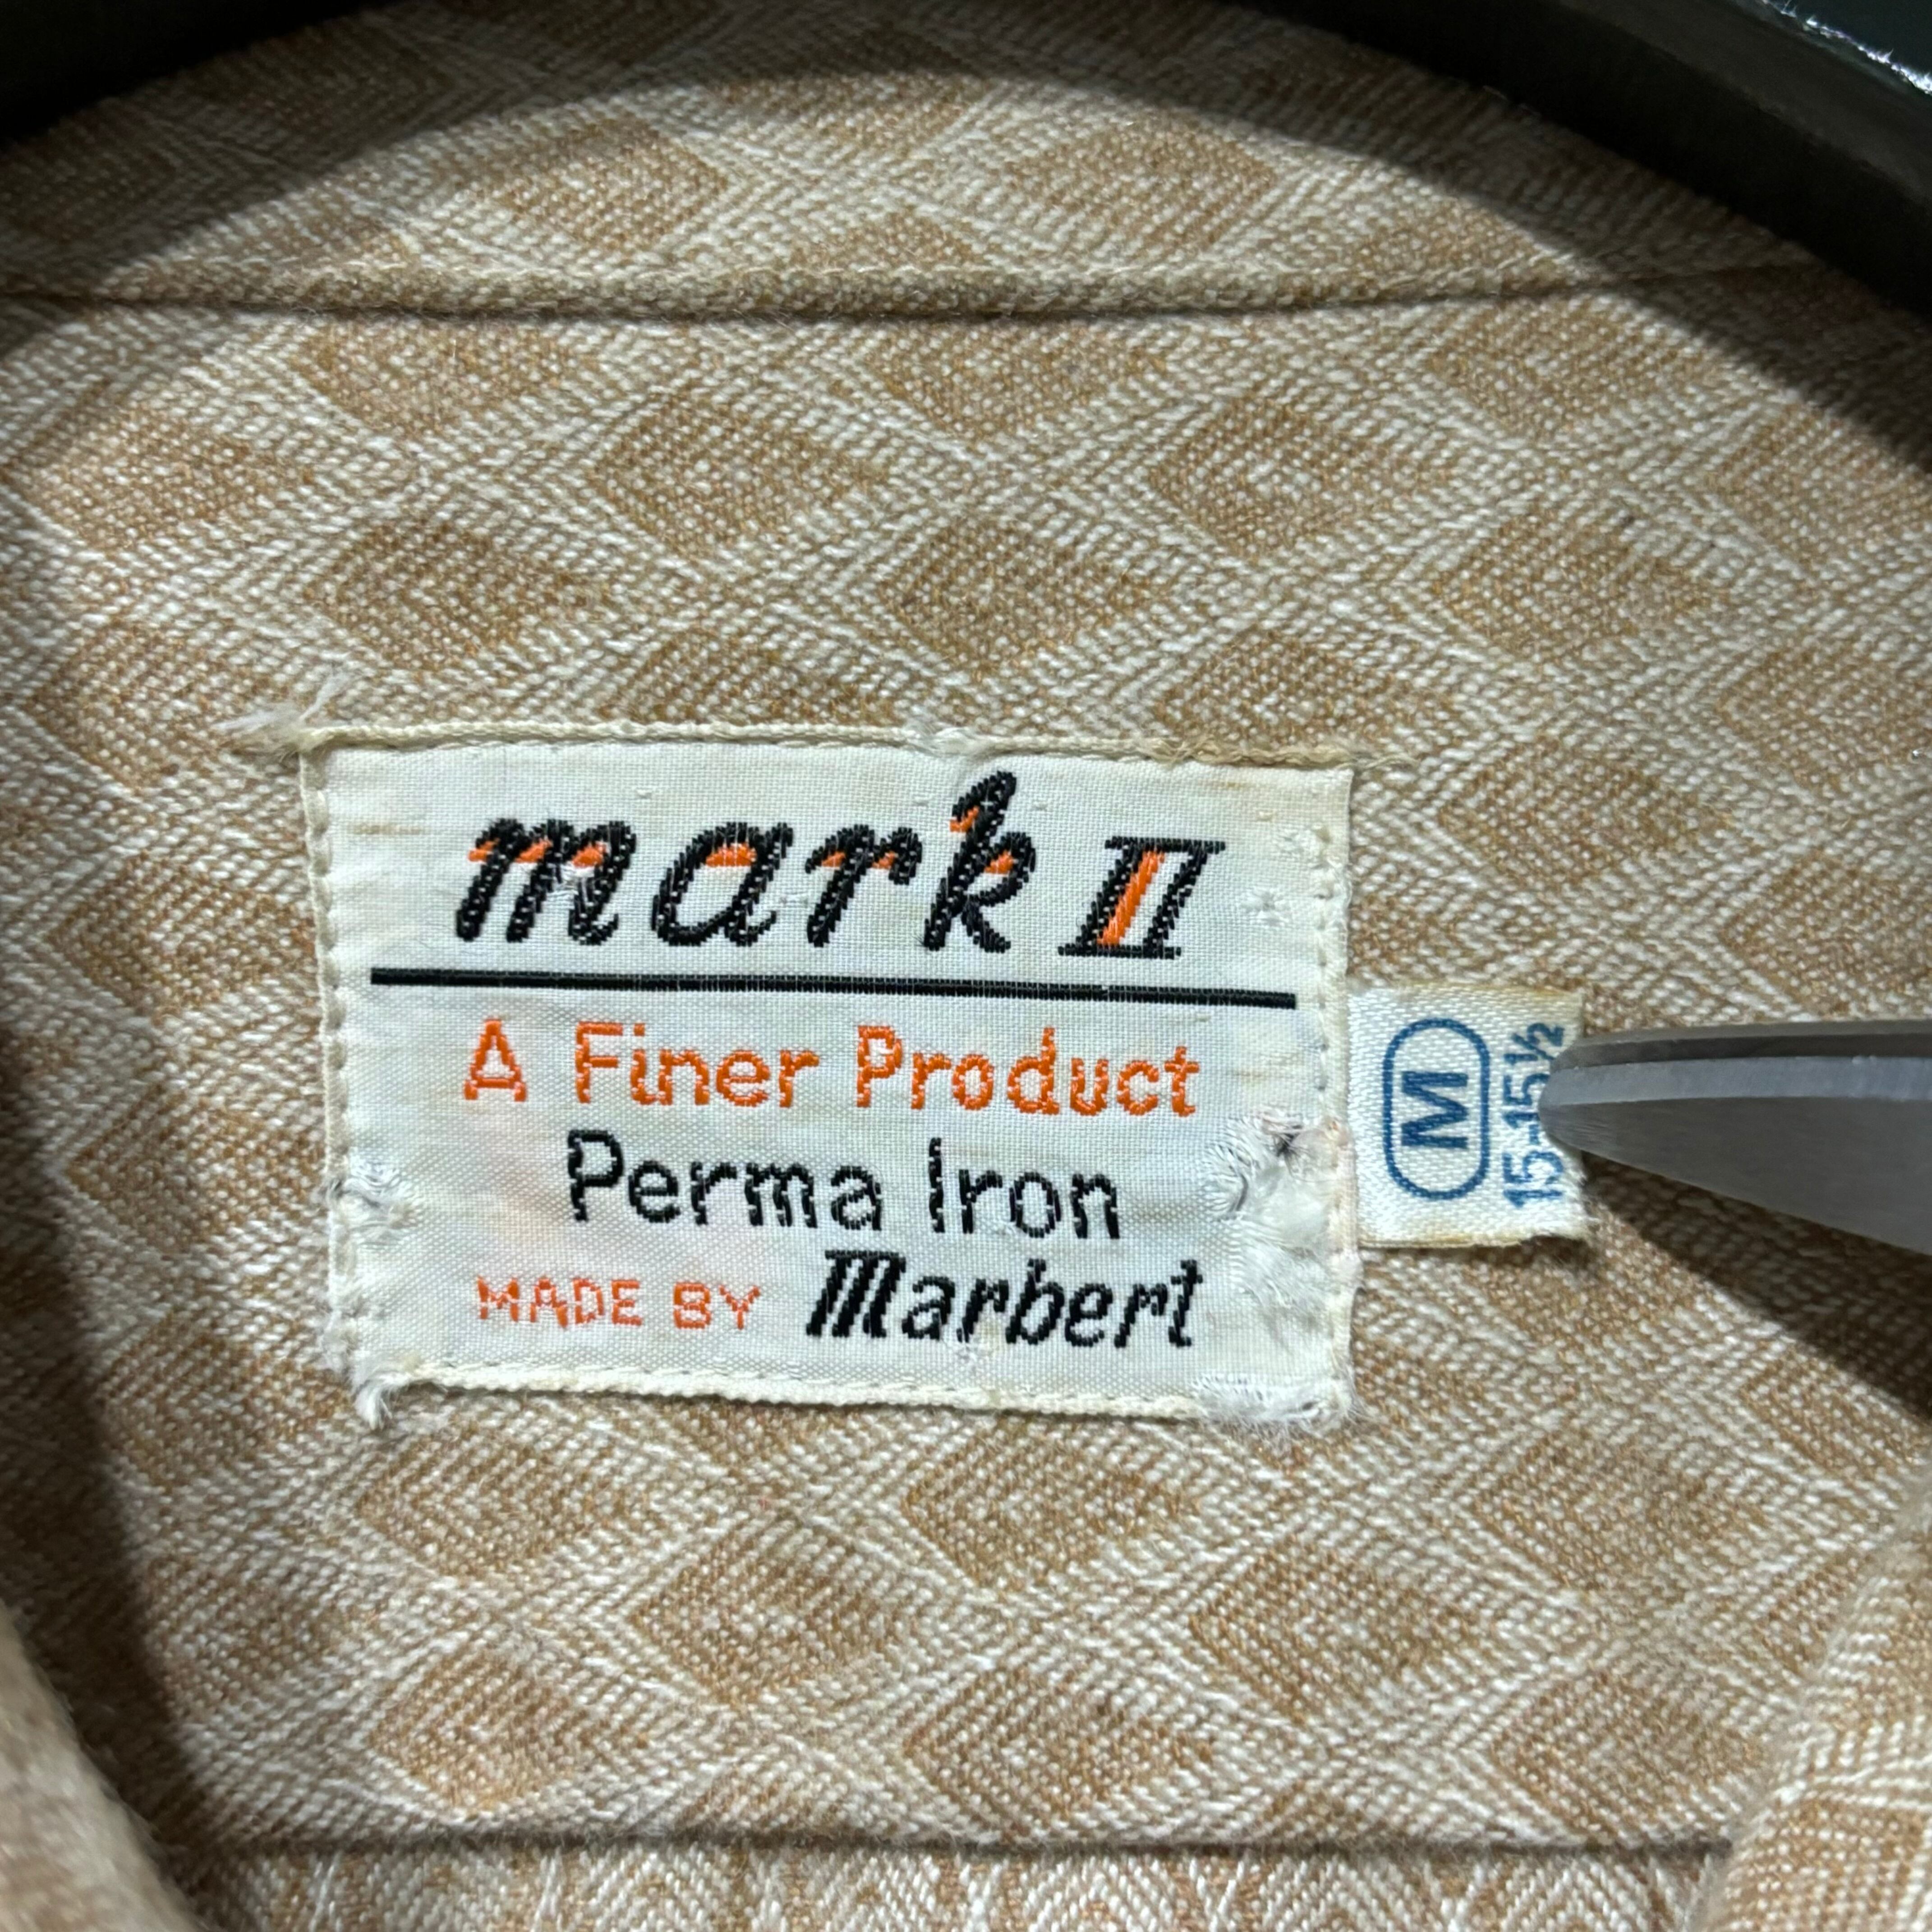 mark II
A Finer Product
Perma Iron
MADE BY Marbert
M
15-15½